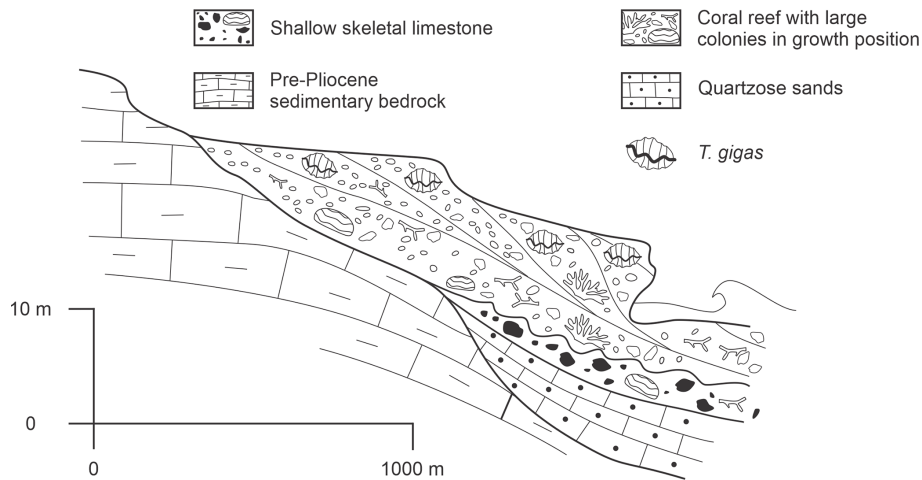 Shallow skeletal limestone
Pre-Pliocene
sedimentary bedrock
Coral reef with large
colonies in growth position
Quartzose sands
T. gigas
10 m
0
0
1000 m